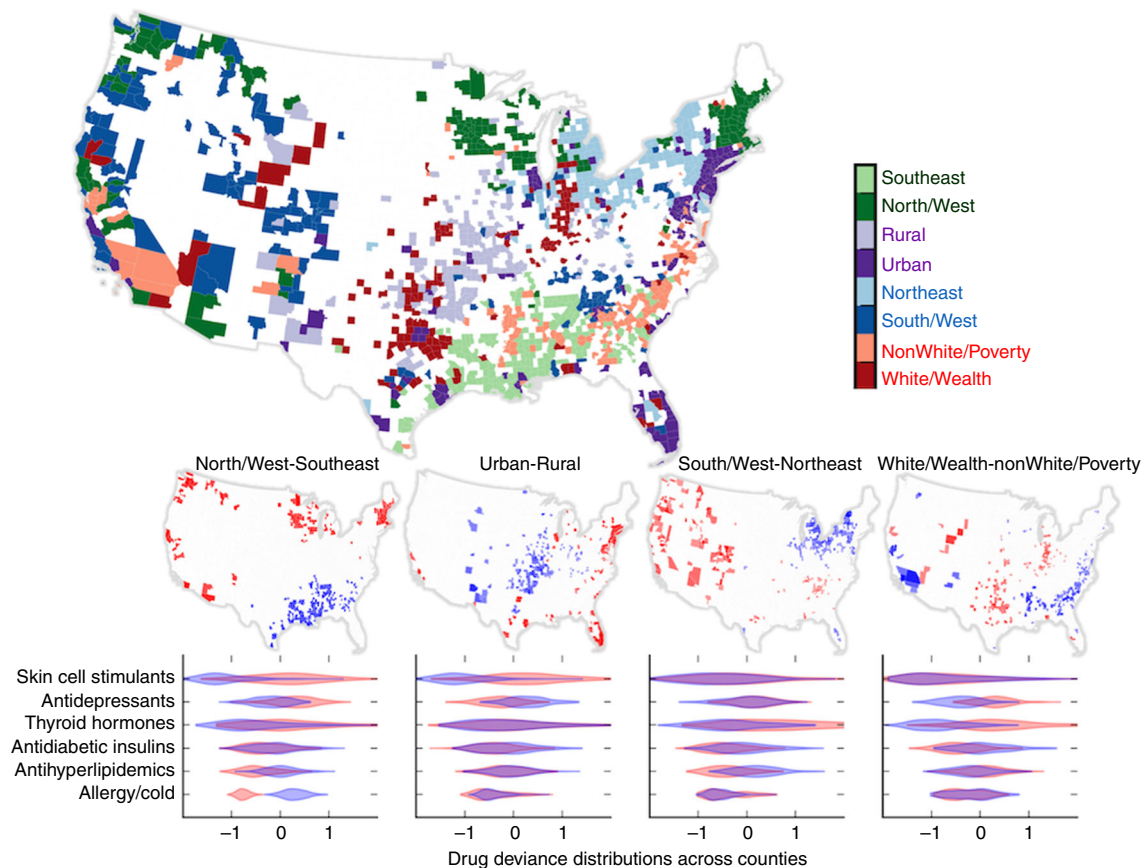 Southeast
North/West
Rural
Urban
Northeast
South/West
NonWhite/Poverty
White/Wealth
North/West-Southeast
Urban-Rural
South/West-Northeast
White/Wealth-nonWhite/Poverty
Skin cell stimulants
Antidepressants
Thyroid hormones
Antidiabetic insulins
Antihyperlipidemics
Allergy/cold
−1 0 1 −1 0 1 −1 0 1 −1 0 1
Drug deviance distributions across counties